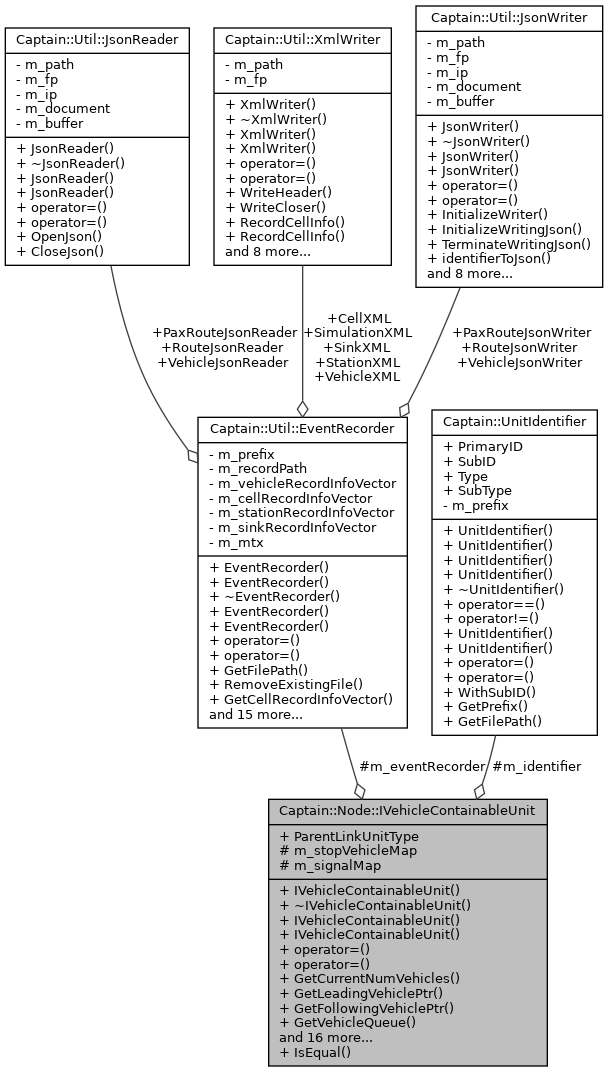 Captain::Util::JsonReader
- m_path
- m_fp
- m_ip
- m_document
- m_buffer
+ JsonReader()
+ ~JsonReader()
+ JsonReader()
+ JsonReader()
+ operator=()
+ operator=()
+ OpenJson()
+ CloseJson()
Captain::Util::XmlWriter
- m_path
- m_fp
+ XmlWriter()
+ ~XmlWriter()
+ XmlWriter()
+ XmlWriter()
+ operator=()
+ operator=()
+ WriteHeader()
+ WriteCloser()
+ RecordCellInfo()
+ RecordCellInfo()
and 8 more...
Captain::Util::JsonWriter
- m_path
- m_fp
- m_ip
- m_document
- m_buffer
+ JsonWriter()
+ ~JsonWriter()
+ JsonWriter()
+ JsonWriter()
+ operator=()
+ operator=()
+ InitializeWriter()
+ InitializeWritingJson()
+ TerminateWritingJson()
+ identifierToJson()
and 8 more...
+PaxRouteJsonReader
+RouteJsonReader
+VehicleJsonReader
+CellXML
+SimulationXML
+SinkXML
+StationXML
+VehicleXML
+PaxRouteJsonWriter
+RouteJsonWriter
+VehicleJsonWriter
Captain::Util::EventRecorder
- m_prefix
- m_recordPath
- m_vehicleRecordInfoVector
- m_cellRecordInfoVector
- m_stationRecordInfoVector
- m_sinkRecordInfoVector
- m_mtx
+ EventRecorder()
+ EventRecorder()
+ ~EventRecorder()
+ EventRecorder()
+ EventRecorder()
+ operator=()
+ operator=()
+ GetFilePath()
+ RemoveExistingFile()
+ GetCellRecordInfoVector()
and 15 more...
Captain::UnitIdentifier
+ PrimaryID
+ SubID
+ Type
+ SubType
- m_prefix
+ UnitIdentifier()
+ UnitIdentifier()
+ UnitIdentifier()
+ UnitIdentifier()
+ ~UnitIdentifier()
+ operator==()
+ operator!=()
+ UnitIdentifier()
+ UnitIdentifier()
+ operator=()
+ operator=()
+ WithSubID()
+ GetPrefix()
+ GetFilePath()
#m_eventRecorder
#m_identifier
Captain::Node::IVehicleContainableUnit
+ ParentLinkUnitType
# m_stopVehicleMap
# m_signalMap
+ IVehicleContainableUnit()
+ ~IVehicleContainableUnit()
+ IVehicleContainableUnit()
+ IVehicleContainableUnit()
+ operator=()
+ operator=()
+ GetCurrentNumVehicles()
+ GetLeadingVehiclePtr()
+ GetFollowingVehiclePtr()
+ GetVehicleQueue()
and 16 more...
+ IsEqual()